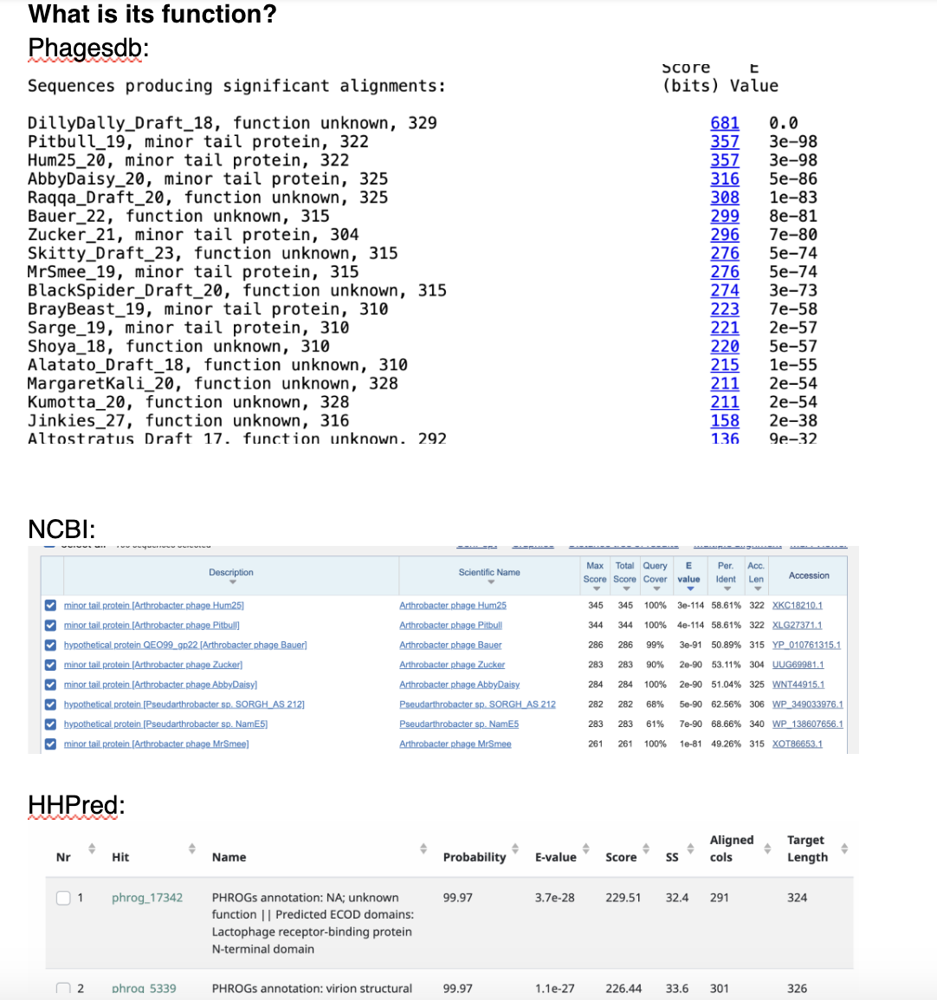 What is its function?
Phagesdb:
Score E
Sequences producing significant alignments: (bits) Value
DillyDally_Draft_18, function unknown, 329 681 0.0
Pitbull_19, minor tail protein, 322 357 3e-98
Hum25_20, minor tail protein, 322 357 3e-98
AbbyDaisy_20, minor tail protein, 325 316 5e-86
Raqqa_Draft_20, function unknown, 325 308 1e-83
Bauer_22, function unknown, 315 299 8e-81
Zucker_21, minor tail protein, 304 296 7e-80
Skitty_Draft_23, function unknown, 315 276 5e-74
MrSmee_19, minor tail protein, 315 276 5e-74
BlackSpider_Draft_20, function unknown, 315 274 3e-73
BrayBeast_19, minor tail protein, 310 223 7e-58
Sarge_19, minor tail protein, 310 221 2e-57
Shoya_18, function unknown, 310 220 5e-57
Alatato_Draft_18, function unknown, 310 215 1e-55
MargaretKali_20, function unknown, 328 211 2e-54
Kumotta_20, function unknown, 328 211 2e-54
Jinkies_27, function unknown, 316 158 2e-38
Altostratus_Draft_17, function unknown, 292 136 9e-32
NCBI:
Description Scientific Name Max Score Total Score Query Cover E value Per. Ident Acc. Len Accession
minor tail protein [Arthrobacter phage Hum25] Arthrobacter phage Hum25 345 345 100% 3e-114 58.61% 322 XKC18210.1
minor tail protein [Arthrobacter phage Pitbull] Arthrobacter phage Pitbull 344 344 100% 4e-114 58.61% 322 XLG27371.1
hypothetical protein QEO99_gp22 [Arthrobacter phage Bauer] Arthrobacter phage Bauer 286 286 99% 3e-91 50.89% 315 YP_010761315.1
minor tail protein [Arthrobacter phage Zucker] Arthrobacter phage Zucker 283 283 90% 2e-90 53.11% 304 UUG69981.1
minor tail protein [Arthrobacter phage AbbyDaisy] Arthrobacter phage AbbyDaisy 284 284 100% 2e-90 51.04% 325 WNT44915.1
hypothetical protein [Pseudarthrobacter sp. SORGH_AS 212] Pseudarthrobacter sp. SORGH_AS 212 282 282 68% 5e-90 62.56% 306 WP_349033976.1
hypothetical protein [Pseudarthrobacter sp. NamE5] Pseudarthrobacter sp. NamE5 283 283 61% 7e-90 68.66% 340 WP_138607656.1
minor tail protein [Arthrobacter phage MrSmee] Arthrobacter phage MrSmee 261 261 100% 1e-81 49.26% 315 XOT86653.1
HHPred:
Nr Hit Name Probability E-value Score SS Aligned cols Target Length
1 phrog_17342 PHROGs annotation: NA; unknown 99.97 3.7e-28 229.51 32.4 291 324
function || Predicted ECOD domains:
Lactophage receptor-binding protein
N-terminal domain
2 phrog_5339 PHROGs annotation: virion structural 99.97 1.1e-27 226.44 33.6 301 326